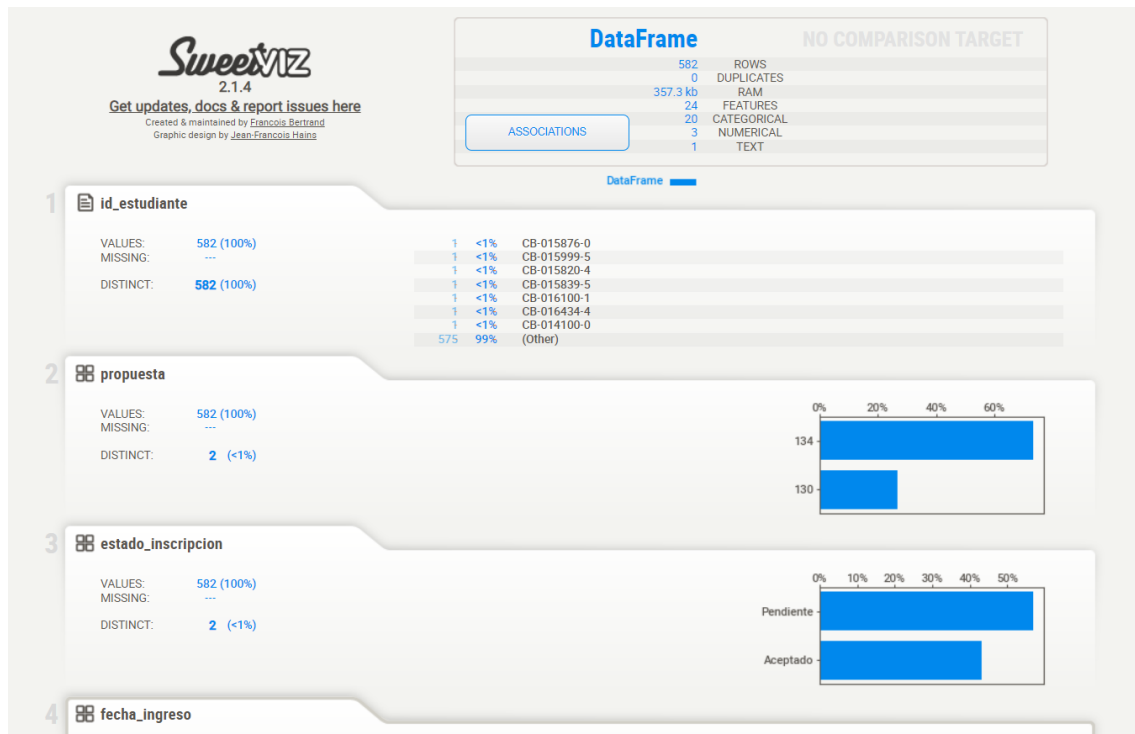 SweetVIZ
2.1.4
Get updates, docs & report issues here
Created & maintained by Francois Bertrand
Graphic design by Jean-Francois Hains
DataFrame
NO COMPARISON TARGET
582 ROWS
0 DUPLICATES
357.3 kb RAM
24 FEATURES
20 CATEGORICAL
3 NUMERICAL
1 TEXT
ASSOCIATIONS
DataFrame
1 id_estudiante
VALUES: 582 (100%)
MISSING: ---
DISTINCT: 582 (100%)
1 <1% CB-015876-0
1 <1% CB-015999-5
1 <1% CB-015820-4
1 <1% CB-015839-5
1 <1% CB-016100-1
1 <1% CB-016434-4
1 <1% CB-014100-0
575 99% (Other)
2 propuesta
VALUES: 582 (100%)
MISSING: ---
DISTINCT: 2 (<1%)
0% 20% 40% 60%
134
130
3 estado_inscripcion
VALUES: 582 (100%)
MISSING: ---
DISTINCT: 2 (<1%)
0% 10% 20% 30% 40% 50%
Pendiente
Aceptado
4 fecha_ingreso